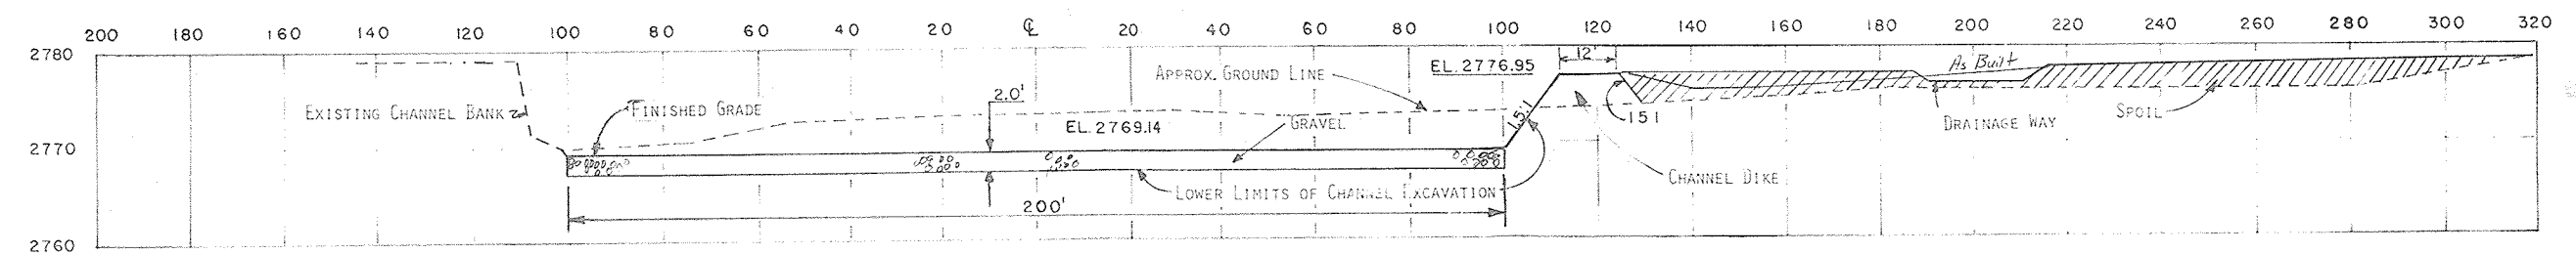 200 180 160 140 120 100 80 60 40 20 ℄ 20 40 60 80 100 120 140 160 180 200 220 240 260 280 300 320
2780
12'
EL. 2776.95
As Built
APPROX. GROUND LINE
2.0'
EXISTING CHANNEL BANK
FINISHED GRADE
EL. 2769.14
GRAVEL
1.5:1
1.5:1
DRAINAGE WAY
SPOIL
2770
LOWER LIMITS OF CHANNEL EXCAVATION
CHANNEL DIKE
200'
2760